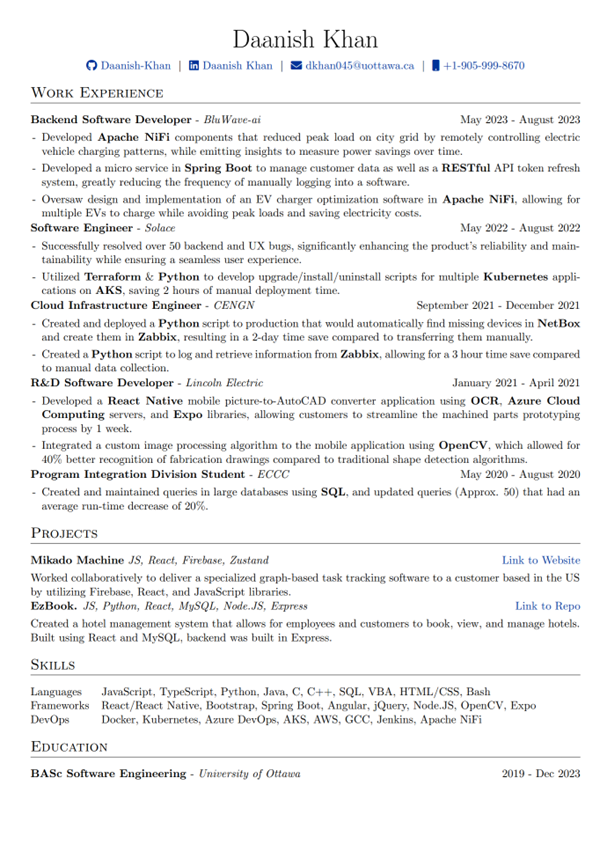 Daanish Khan
Daanish-Khan | Daanish Khan | dkhan045@uottawa.ca | +1-905-999-8670
Work Experience
Backend Software Developer - BluWave-ai May 2023 - August 2023
- Developed Apache NiFi components that reduced peak load on city grid by remotely controlling electric
vehicle charging patterns, while emitting insights to measure power savings over time.
- Developed a micro service in Spring Boot to manage customer data as well as a RESTful API token refresh
system, greatly reducing the frequency of manually logging into a software.
- Oversaw design and implementation of an EV charger optimization software in Apache NiFi, allowing for
multiple EVs to charge while avoiding peak loads and saving electricity costs.
Software Engineer - Solace May 2022 - August 2022
- Successfully resolved over 50 backend and UX bugs, significantly enhancing the product's reliability and main-
tainability while ensuring a seamless user experience.
- Utilized Terraform & Python to develop upgrade/install/uninstall scripts for multiple Kubernetes appli-
cations on AKS, saving 2 hours of manual deployment time.
Cloud Infrastructure Engineer - CENGN September 2021 - December 2021
- Created and deployed a Python script to production that would automatically find missing devices in NetBox
and create them in Zabbix, resulting in a 2-day time save compared to transferring them manually.
- Created a Python script to log and retrieve information from Zabbix, allowing for a 3 hour time save compared
to manual data collection.
R&D Software Developer - Lincoln Electric January 2021 - April 2021
- Developed a React Native mobile picture-to-AutoCAD converter application using OCR, Azure Cloud
Computing servers, and Expo libraries, allowing customers to streamline the machined parts prototyping
process by 1 week.
- Integrated a custom image processing algorithm to the mobile application using OpenCV, which allowed for
40% better recognition of fabrication drawings compared to traditional shape detection algorithms.
Program Integration Division Student - ECCC May 2020 - August 2020
- Created and maintained queries in large databases using SQL, and updated queries (Approx. 50) that had an
average run-time decrease of 20%.
Projects
Mikado Machine JS, React, Firebase, Zustand Link to Website
Worked collaboratively to deliver a specialized graph-based task tracking software to a customer based in the US
by utilizing Firebase, React, and JavaScript libraries.
EzBook. JS, Python, React, MySQL, Node.JS, Express Link to Repo
Created a hotel management system that allows for employees and customers to book, view, and manage hotels.
Built using React and MySQL, backend was built in Express.
Skills
Languages JavaScript, TypeScript, Python, Java, C, C++, SQL, VBA, HTML/CSS, Bash
Frameworks React/React Native, Bootstrap, Spring Boot, Angular, jQuery, Node.JS, OpenCV, Expo
DevOps Docker, Kubernetes, Azure DevOps, AKS, AWS, GCC, Jenkins, Apache NiFi
Education
BASc Software Engineering - University of Ottawa 2019 - Dec 2023